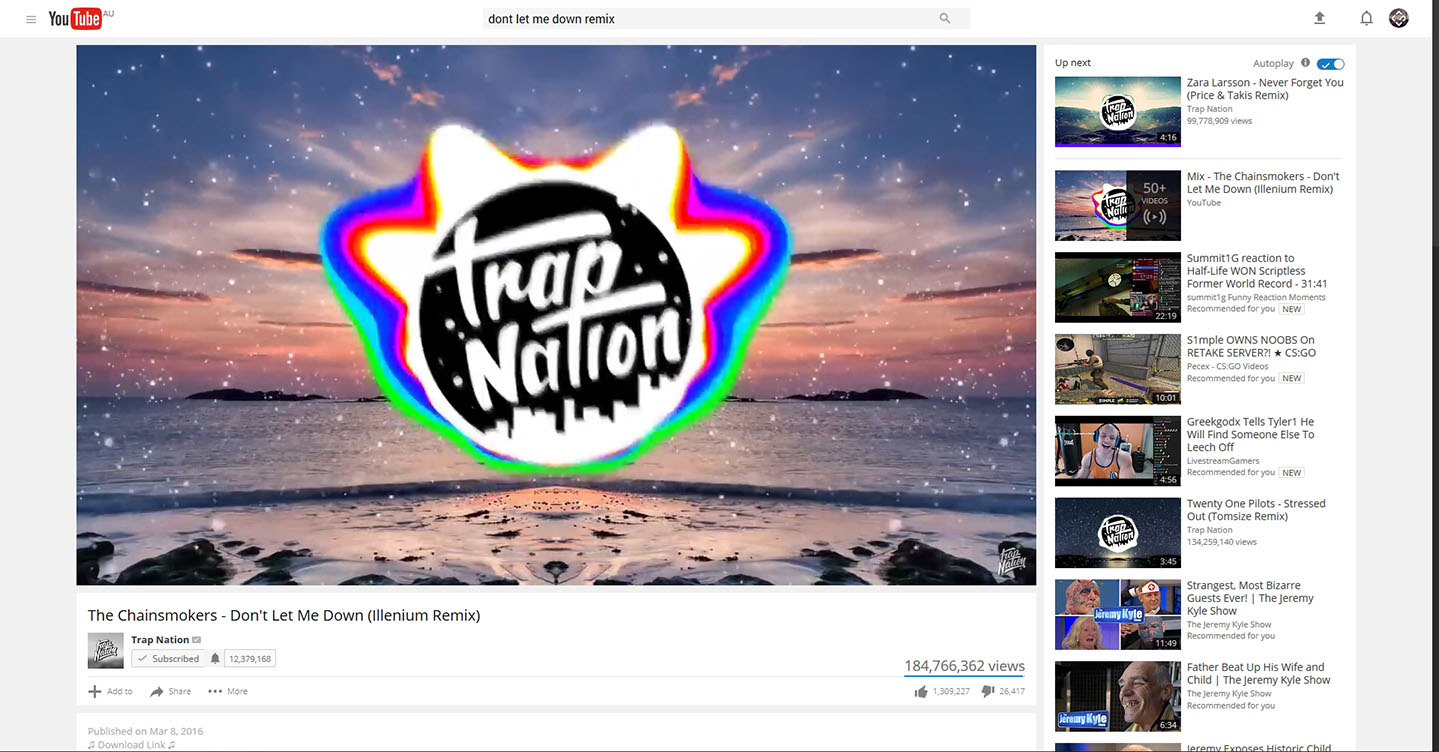 YouTube AU
dont let me down remix
Trap
Nation
Trap
Nation
The Chainsmokers - Don't Let Me Down (Illenium Remix)
Trap Nation
Subscribed
12,379,168
184,766,362 views
Add to
Share
More
1,309,227
26,417
Published on Mar 8, 2016
♫ Download Link ♫
Up next
Autoplay
Trap
Nation
4:16
Zara Larsson - Never Forget You
(Price & Takis Remix)
Trap Nation
99,778,909 views
50+
VIDEOS
Mix - The Chainsmokers - Don't
Let Me Down (Illenium Remix)
YouTube
22:19
Summit1G reaction to
Half-Life WON Scriptless
Former World Record - 31:41
summit1g Funny Reaction Moments
Recommended for you NEW
10:01
S1mple OWNS NOOBS On
RETAKE SERVER?! ★ CS:GO
Pecex - CS:GO Videos
Recommended for you NEW
4:56
Greekgodx Tells Tyler1 He
Will Find Someone Else To
Leech Off
LivestreamGamers
Recommended for you NEW
Trap
Nation
3:45
Twenty One Pilots - Stressed
Out (Tomsize Remix)
Trap Nation
134,259,140 views
Jeremy Kyle
11:49
Strangest, Most Bizarre
Guests Ever! | The Jeremy
Kyle Show
The Jeremy Kyle Show
Recommended for you
Jeremy Kyle
6:34
Father Beat Up His Wife and
Child | The Jeremy Kyle Show
The Jeremy Kyle Show
Recommended for you
Jeremy Exposes Historic Child